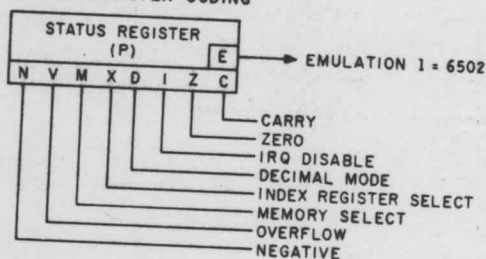 STATUS REGISTER
(P)
E
EMULATION 1 = 6502
N V M X D I Z C
CARRY
ZERO
IRQ DISABLE
DECIMAL MODE
INDEX REGISTER SELECT
MEMORY SELECT
OVERFLOW
NEGATIVE